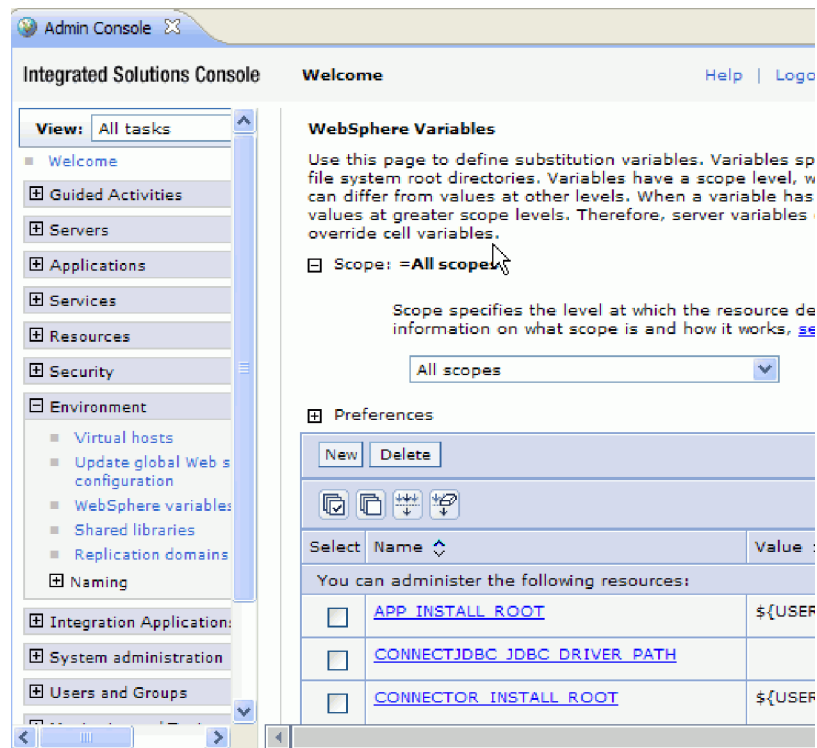 Admin Console
Integrated Solutions Console
Welcome
Help | Logo
View: All tasks
Welcome
Guided Activities
Servers
Applications
Services
Resources
Security
Environment
Virtual hosts
Update global Web s
configuration
WebSphere variables
Shared libraries
Replication domains
Naming
Integration Applications
System administration
Users and Groups
WebSphere Variables
Use this page to define substitution variables. Variables sp
file system root directories. Variables have a scope level, w
can differ from values at other levels. When a variable has
values at greater scope levels. Therefore, server variables
override cell variables.
Scope: =All scopes
Scope specifies the level at which the resource de
information on what scope is and how it works, se
All scopes
Preferences
New Delete
Select Name Value
You can administer the following resources:
APP_INSTALL_ROOT ${USER
CONNECTJDBC_JDBC_DRIVER_PATH
CONNECTOR_INSTALL_ROOT ${USER